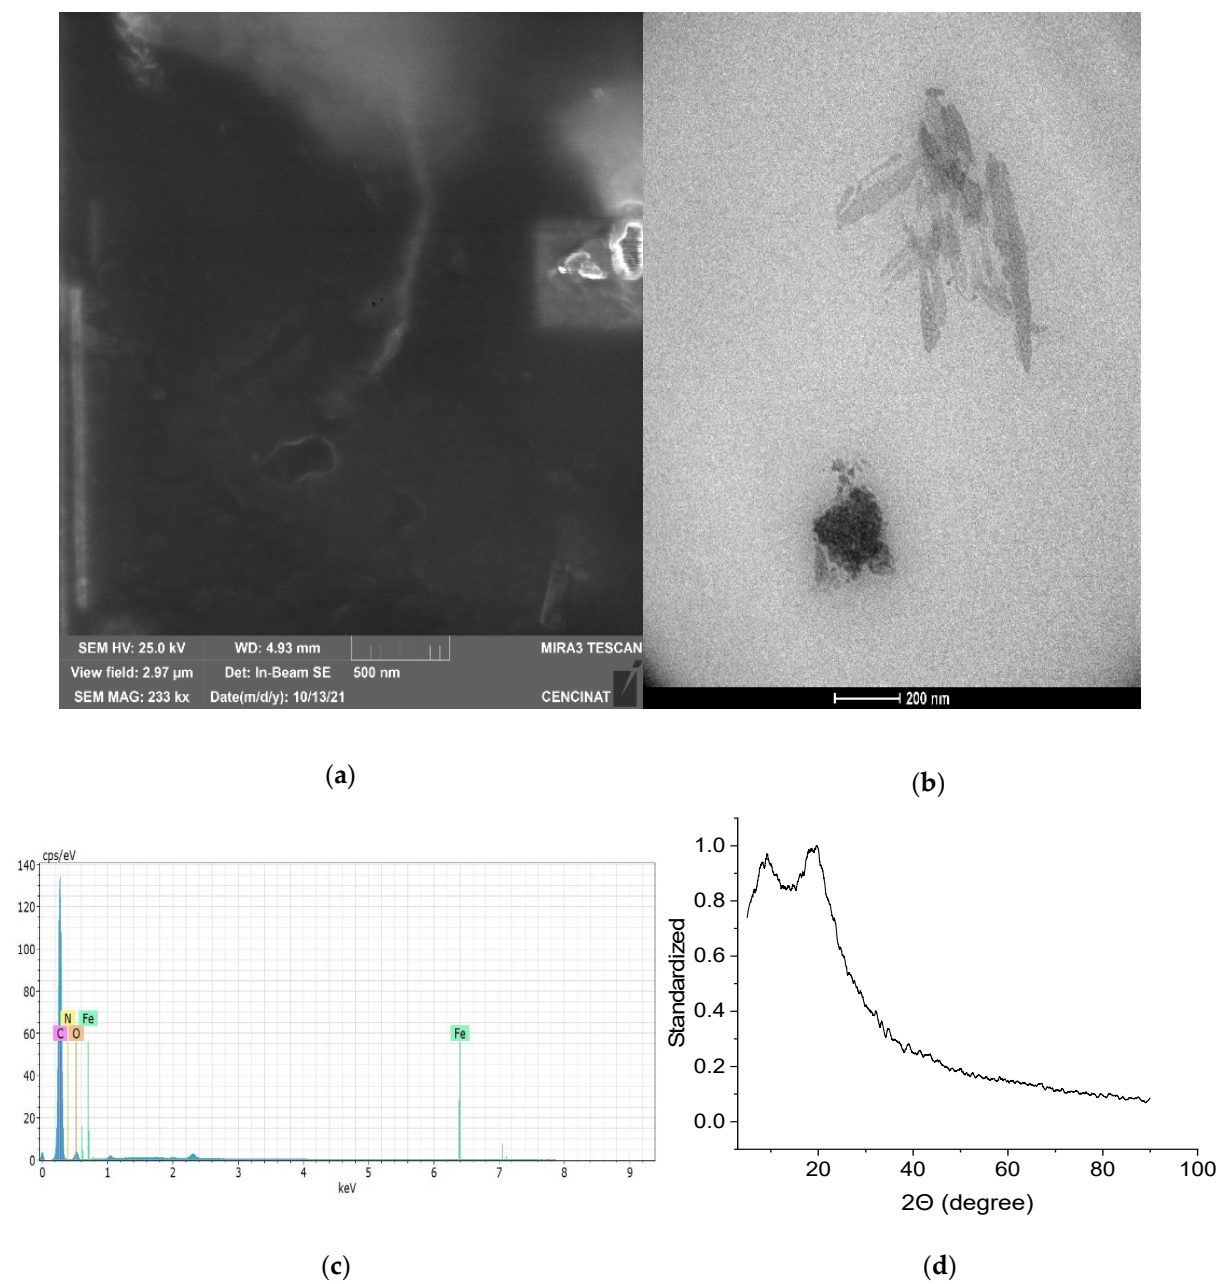 SEM HV: 25.0 kV WD: 4.93 mm MIRA3 TESCAN
View field: 2.97 µm Det: In-Beam SE 500 nm
SEM MAG: 233 kx Date(m/d/y): 10/13/21 CENCINAT
200 nm
(a)
(b)
cps/eV
140
120
100
80
60
40
20
0
N Fe
C O
Fe
0 1 2 3 4 5 6 7 8 9
keV
(c)
Standardized
1.0
0.8
0.6
0.4
0.2
0.0
20 40 60 80 100
2Θ (degree)
(d)